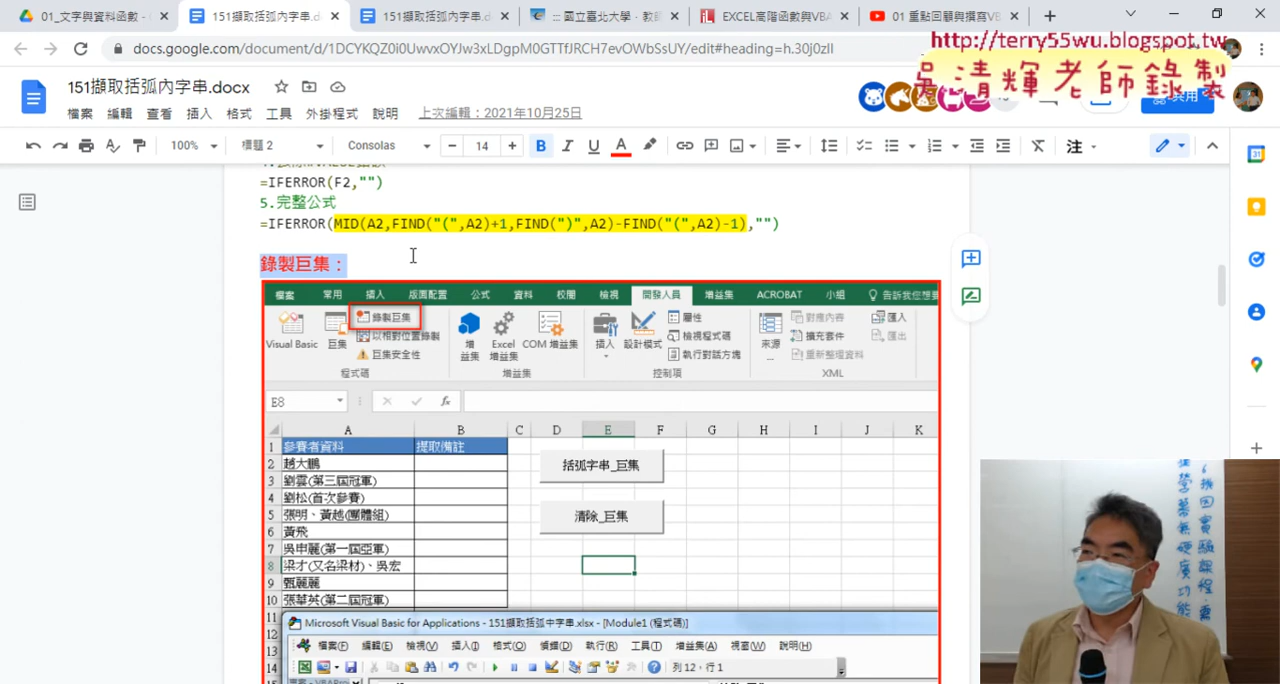 01_文字與資料函數 -
151擷取括弧內字串.d
151擷取括弧內字串.d
::: 國立臺北大學 - 教師
EXCEL高階函數與VBA
01 重點回顧與撰寫VB
docs.google.com/document/d/1DCYKQZ0i0UwvxOYJw3xLDgpM0GTTfJRCH7evOWbSsUY/edit#heading=h.30j0zll
http://terry55wu.blogspot.tw
吳清輝老師錄製
151擷取括弧內字串.docx
共用
檔案 編輯 查看 插入 格式 工具 外掛程式 說明 上次編輯：2021年10月25日
100% 標題 2 Consolas 14 B I U A 注
=IFERROR(F2,"")
5.完整公式
=IFERROR(MID(A2,FIND("(",A2)+1,FIND(")",A2)-FIND("(",A2)-1),"")
錄製巨集：
檔案 常用 插入 版面配置 公式 資料 校閱 檢視 開發人員 增益集 ACROBAT 小組 告訴我您想要
Visual Basic 巨集 錄製巨集 以相對位置錄製 巨集安全性 增益集 Excel 增益集 COM 增益集 插入 設計模式 屬性 檢視程式碼 執行對話方塊 來源 對應內容 擴充套件 重新整理資料 匯入 匯出
程式碼 增益集 控制項 XML
E8 fx
A B C D E F G H I J K
1 參賽者資料 提取備註
2 趙大鵬
括弧字串_巨集
3 劉雲(第三屆冠軍)
4 劉松(首次參賽)
5 張明、黃越(團體組)
清除_巨集
6 黃飛
7 吳申麗(第一屆亞軍)
8 梁才(又名梁材)、吳宏
9 甄麗麗
10 張華英(第二屆冠軍)
11
12
13
14
Microsoft Visual Basic for Applications - 151擷取括弧中字串.xlsx - [Module1 (程式碼)]
檔案(F) 編輯(E) 檢視(V) 插入(I) 格式(O) 偵錯(D) 執行(R) 工具(T) 增益集(A) 視窗(W) 說明(H)
列 12，行 1